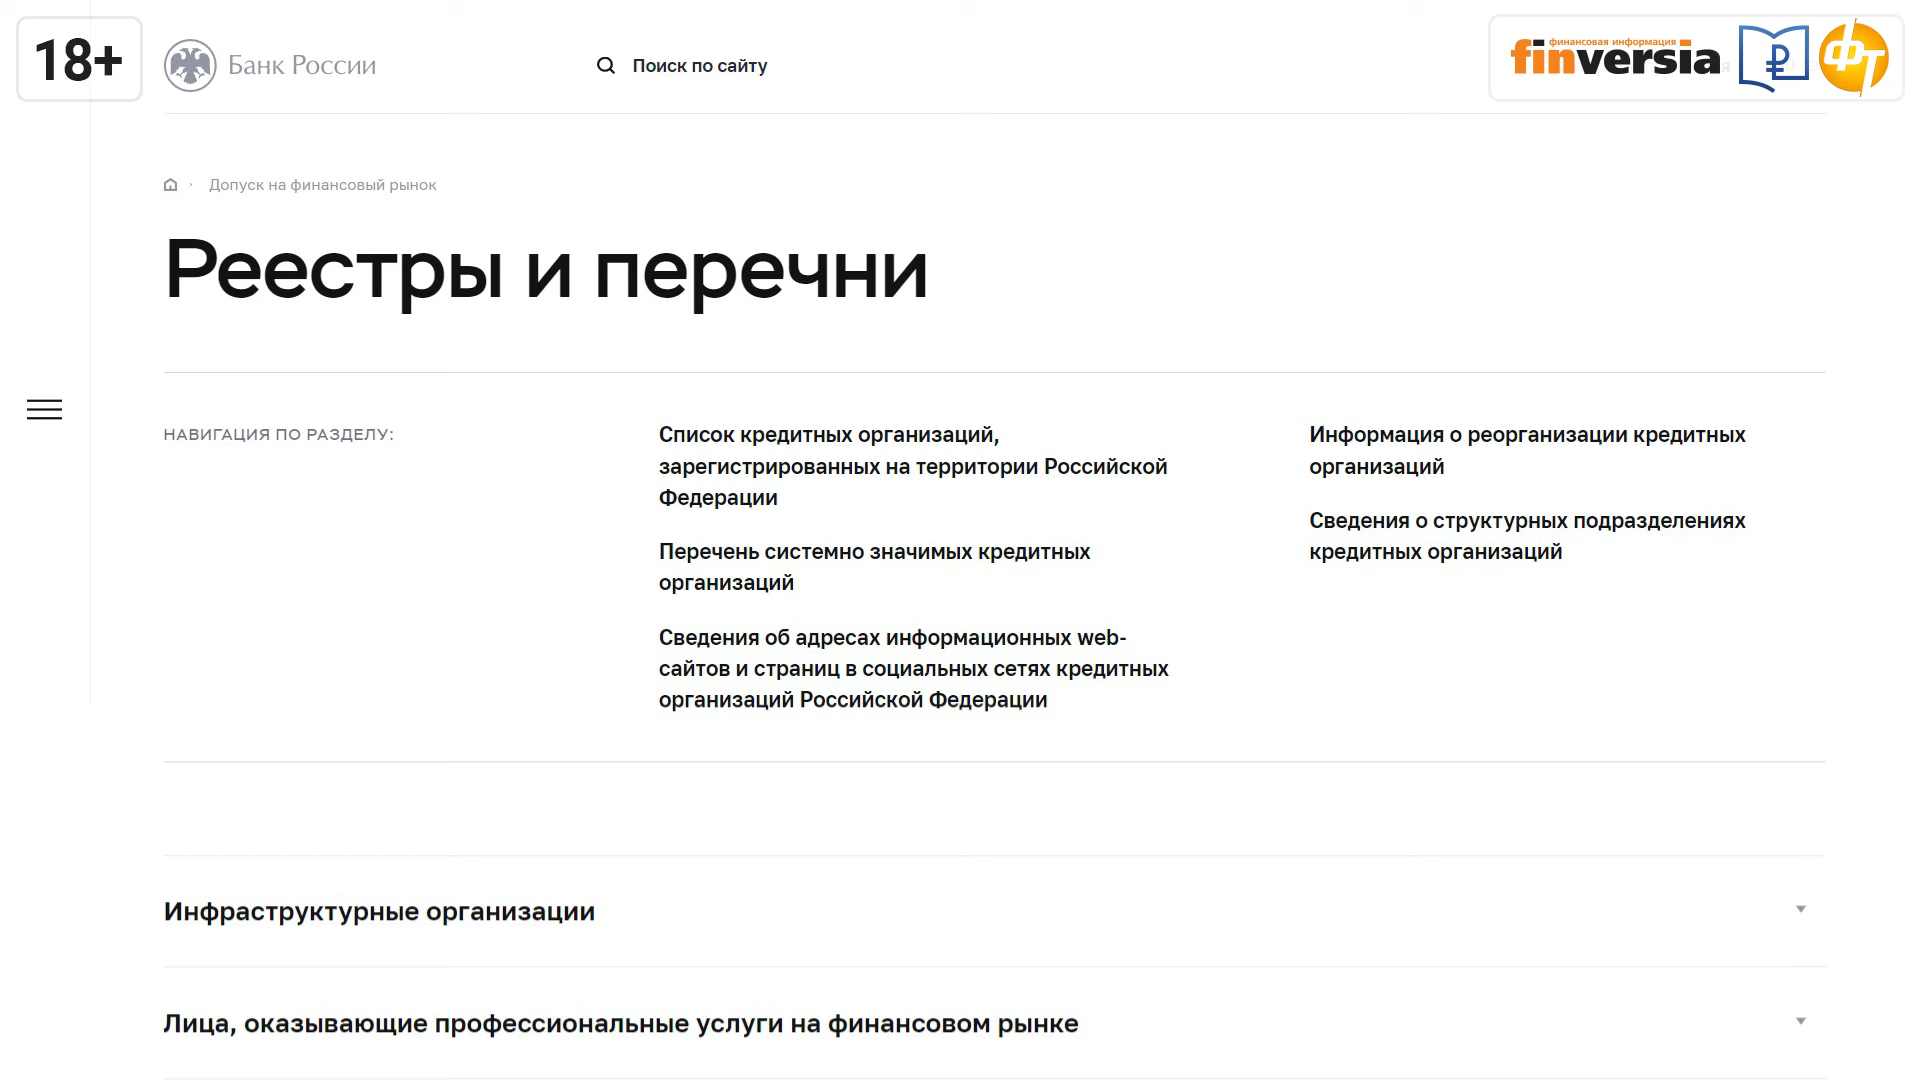 18+
Банк России
Поиск по сайту
финансовая информация
finversia
ФТ
Допуск на финансовый рынок
Реестры и перечни
НАВИГАЦИЯ ПО РАЗДЕЛУ:
Список кредитных организаций,
зарегистрированных на территории Российской
Федерации
Перечень системно значимых кредитных
организаций
Сведения об адресах информационных web-
сайтов и страниц в социальных сетях кредитных
организаций Российской Федерации
Информация о реорганизации кредитных
организаций
Сведения о структурных подразделениях
кредитных организаций
Инфраструктурные организации
Лица, оказывающие профессиональные услуги на финансовом рынке